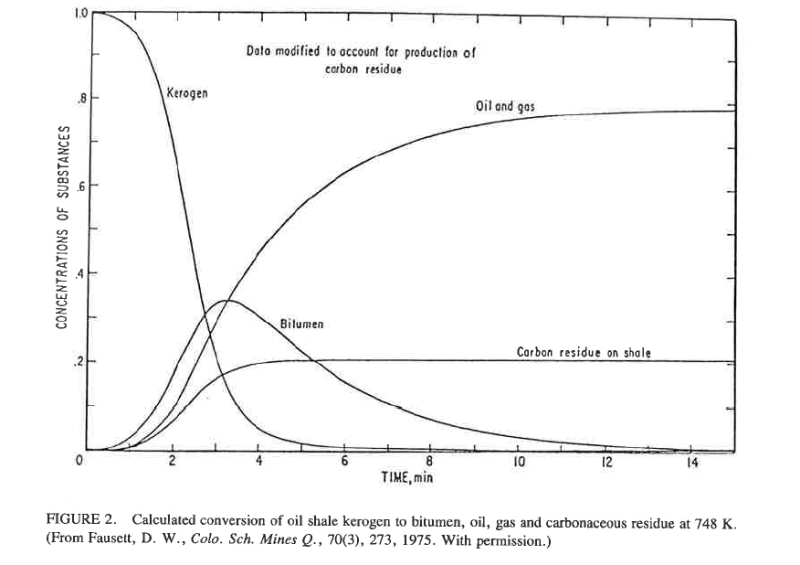 1.0
Data modified to account for production of
carbon residue
Kerogen
.8
Oil and gas
.6
CONCENTRATIONS OF SUBSTANCES
.4
Bitumen
Carbon residue on shale
.2
0 2 4 6 8 10 12 14
TIME, min
FIGURE 2. Calculated conversion of oil shale kerogen to bitumen, oil, gas and carbonaceous residue at 748 K.
(From Fausett, D. W., Colo. Sch. Mines Q., 70(3), 273, 1975. With permission.)